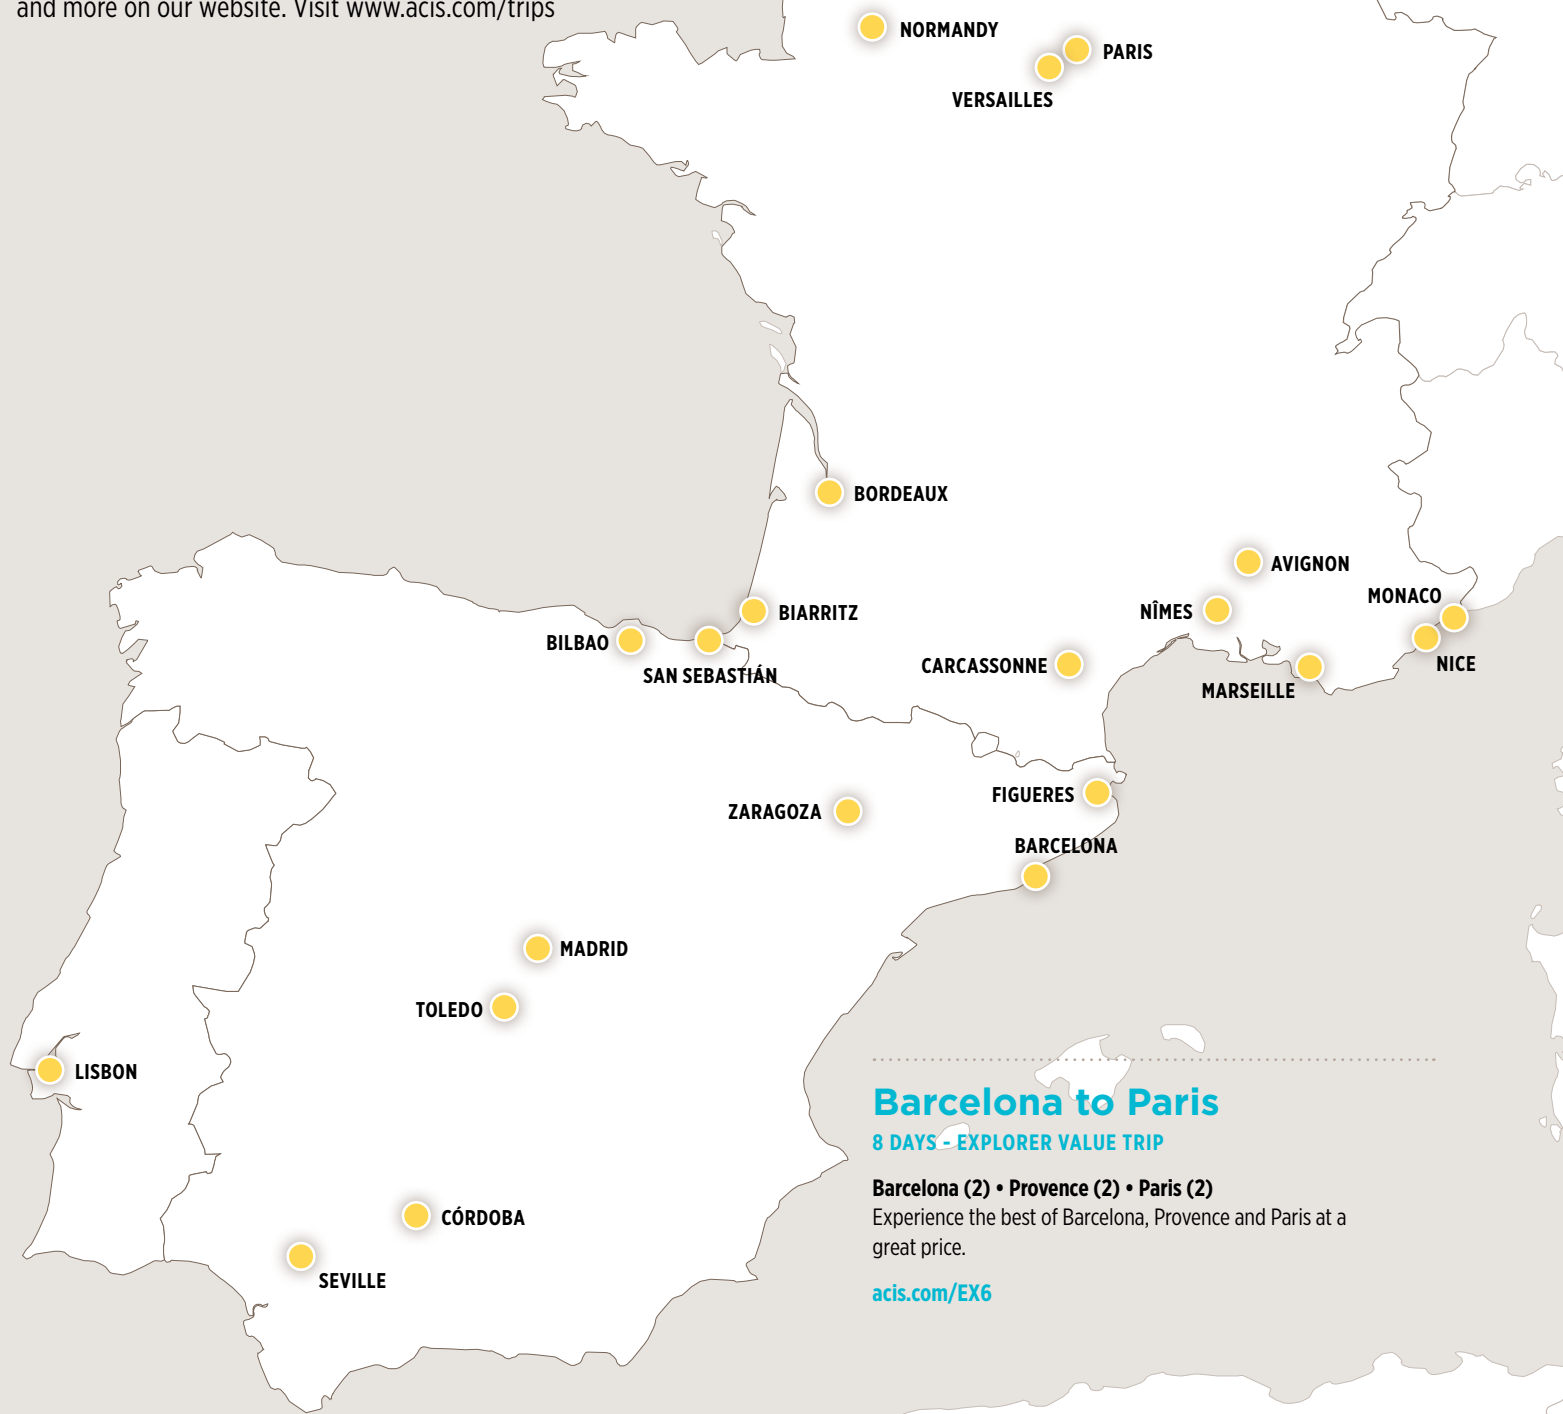 and more on our website. Visit www.acis.com/trips
NORMANDY
PARIS
VERSAILLES
BORDEAUX
AVIGNON
MONACO
NÎMES
BIARRITZ
BILBAO
SAN SEBASTIÁN
CARCASSONNE
NICE
MARSEILLE
FIGUERES
ZARAGOZA
BARCELONA
MADRID
TOLEDO
LISBON
CÓRDOBA
SEVILLE
Barcelona to Paris
8 DAYS - EXPLORER VALUE TRIP
Barcelona (2) • Provence (2) • Paris (2)
Experience the best of Barcelona, Provence and Paris at a
great price.
acis.com/EX6